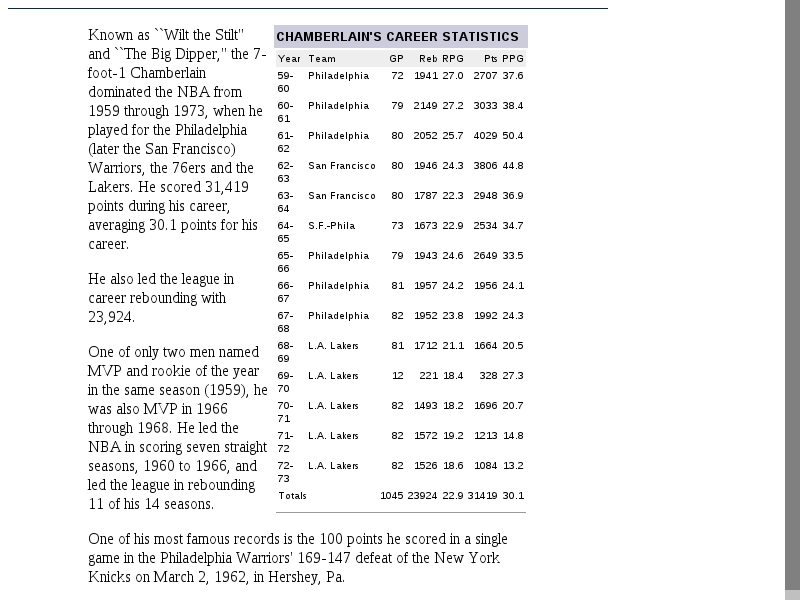 Known as ``Wilt the Stilt''
and ``The Big Dipper,'' the 7-
foot-1 Chamberlain
dominated the NBA from
1959 through 1973, when he
played for the Philadelphia
(later the San Francisco)
Warriors, the 76ers and the
Lakers. He scored 31,419
points during his career,
averaging 30.1 points for his
career.
He also led the league in
career rebounding with
23,924.
One of only two men named
MVP and rookie of the year
in the same season (1959), he
was also MVP in 1966
through 1968. He led the
NBA in scoring seven straight
seasons, 1960 to 1966, and
led the league in rebounding
11 of his 14 seasons.
CHAMBERLAIN'S CAREER STATISTICS
Year Team GP Reb RPG Pts PPG
59- Philadelphia 72 1941 27.0 2707 37.6
60
60- Philadelphia 79 2149 27.2 3033 38.4
61
61- Philadelphia 80 2052 25.7 4029 50.4
62
62- San Francisco 80 1946 24.3 3806 44.8
63
63- San Francisco 80 1787 22.3 2948 36.9
64
64- S.F.-Phila 73 1673 22.9 2534 34.7
65
65- Philadelphia 79 1943 24.6 2649 33.5
66
66- Philadelphia 81 1957 24.2 1956 24.1
67
67- Philadelphia 82 1952 23.8 1992 24.3
68
68- L.A. Lakers 81 1712 21.1 1664 20.5
69
69- L.A. Lakers 12 221 18.4 328 27.3
70
70- L.A. Lakers 82 1493 18.2 1696 20.7
71
71- L.A. Lakers 82 1572 19.2 1213 14.8
72
72- L.A. Lakers 82 1526 18.6 1084 13.2
73
Totals 1045 23924 22.9 31419 30.1
One of his most famous records is the 100 points he scored in a single
game in the Philadelphia Warriors' 169-147 defeat of the New York
Knicks on March 2, 1962, in Hershey, Pa.